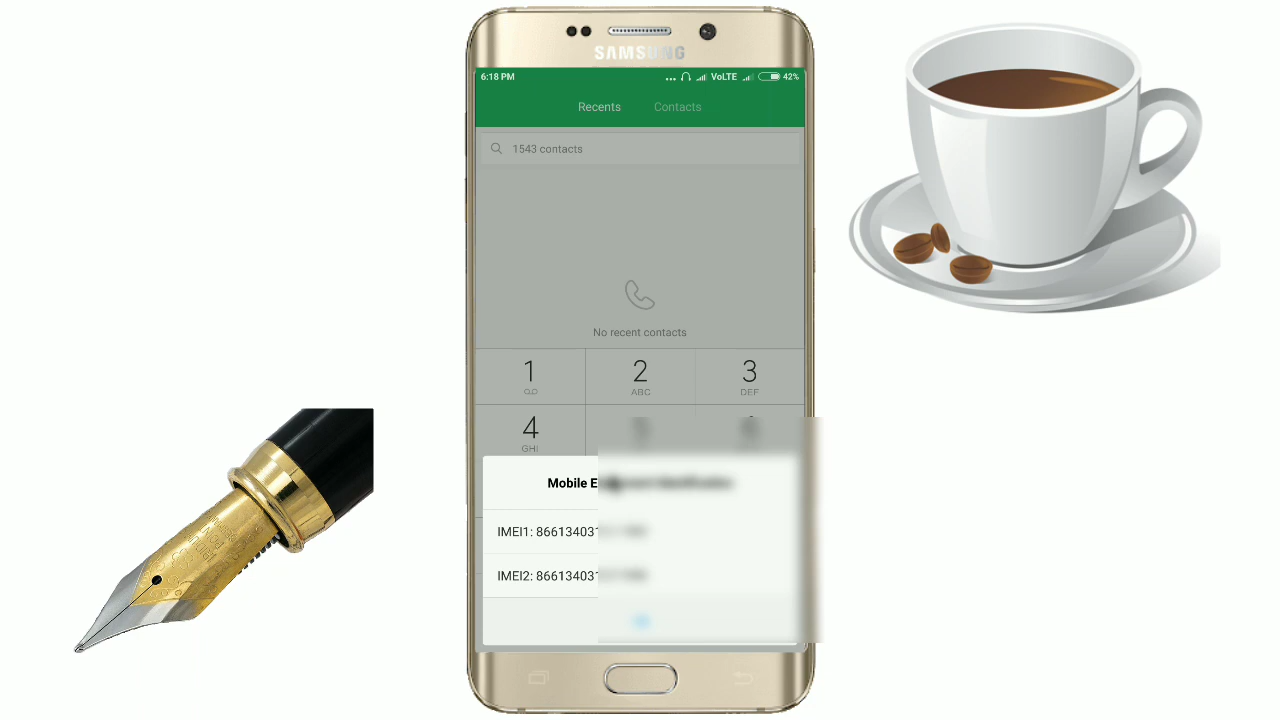 SAMSUNG
6:18 PM ... VoLTE 42%
Recents Contacts
1543 contacts
No recent contacts
1 2 3
ABC DEF
4
GHI
Mobile E
IMEI1: 86613403
IMEI2: 86613403